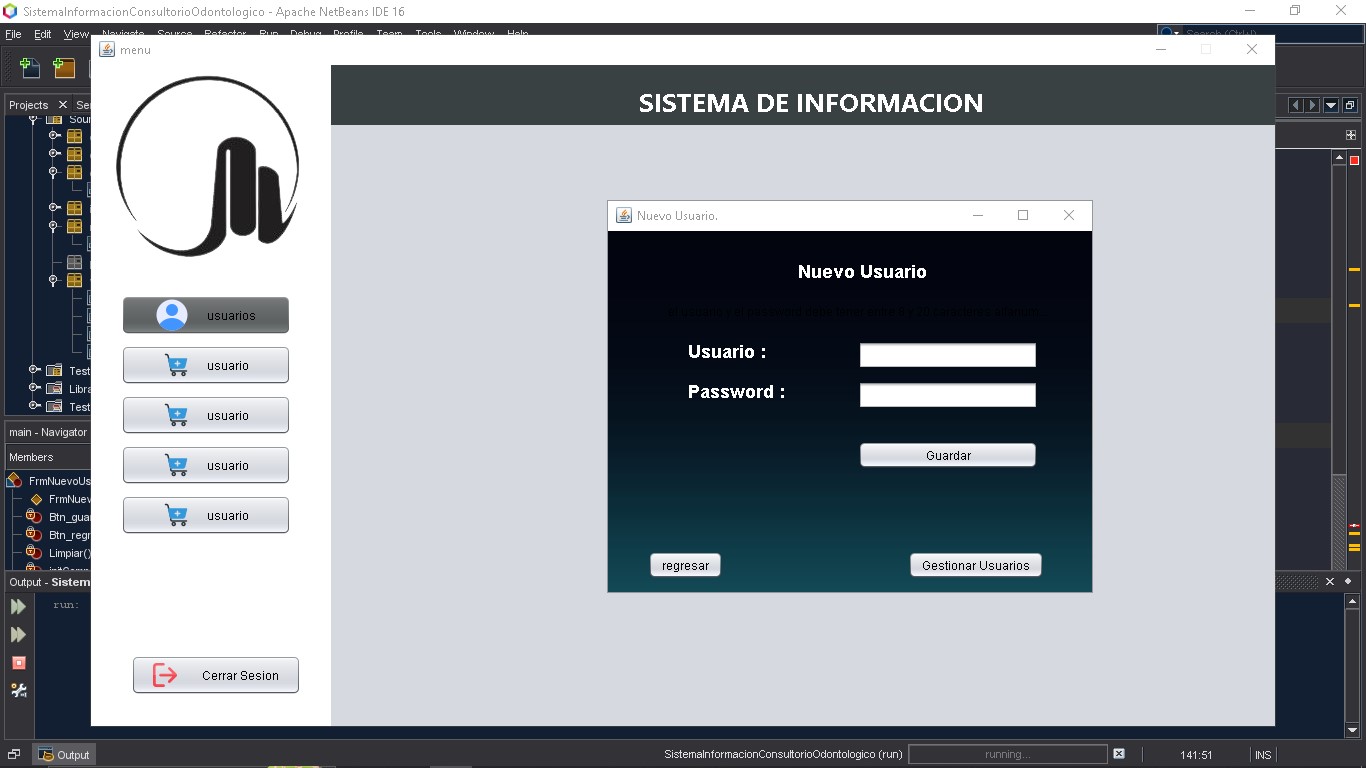 SistemaInformacionConsultorioOdontologico - Apache NetBeans IDE 16
File Edit View Navigate Source Refactor Run Debug Profile Team Tools Window Help
Search (Ctrl+I)
menu
Projects
SISTEMA DE INFORMACION
Nuevo Usuario.
Nuevo Usuario
Usuario :
Password :
Guardar
regresar
Gestionar Usuarios
usuarios
usuario
usuario
usuario
usuario
Cerrar Sesion
Test
Libra
Test
main - Navigator
Members
FrmNuevoUs
FrmNuev
Btn_gua
Btn_regr
Limpiar()
Output - Sistem
run:
Output
SistemaInformacionConsultorioOdontologico (run)
running...
141:51
INS